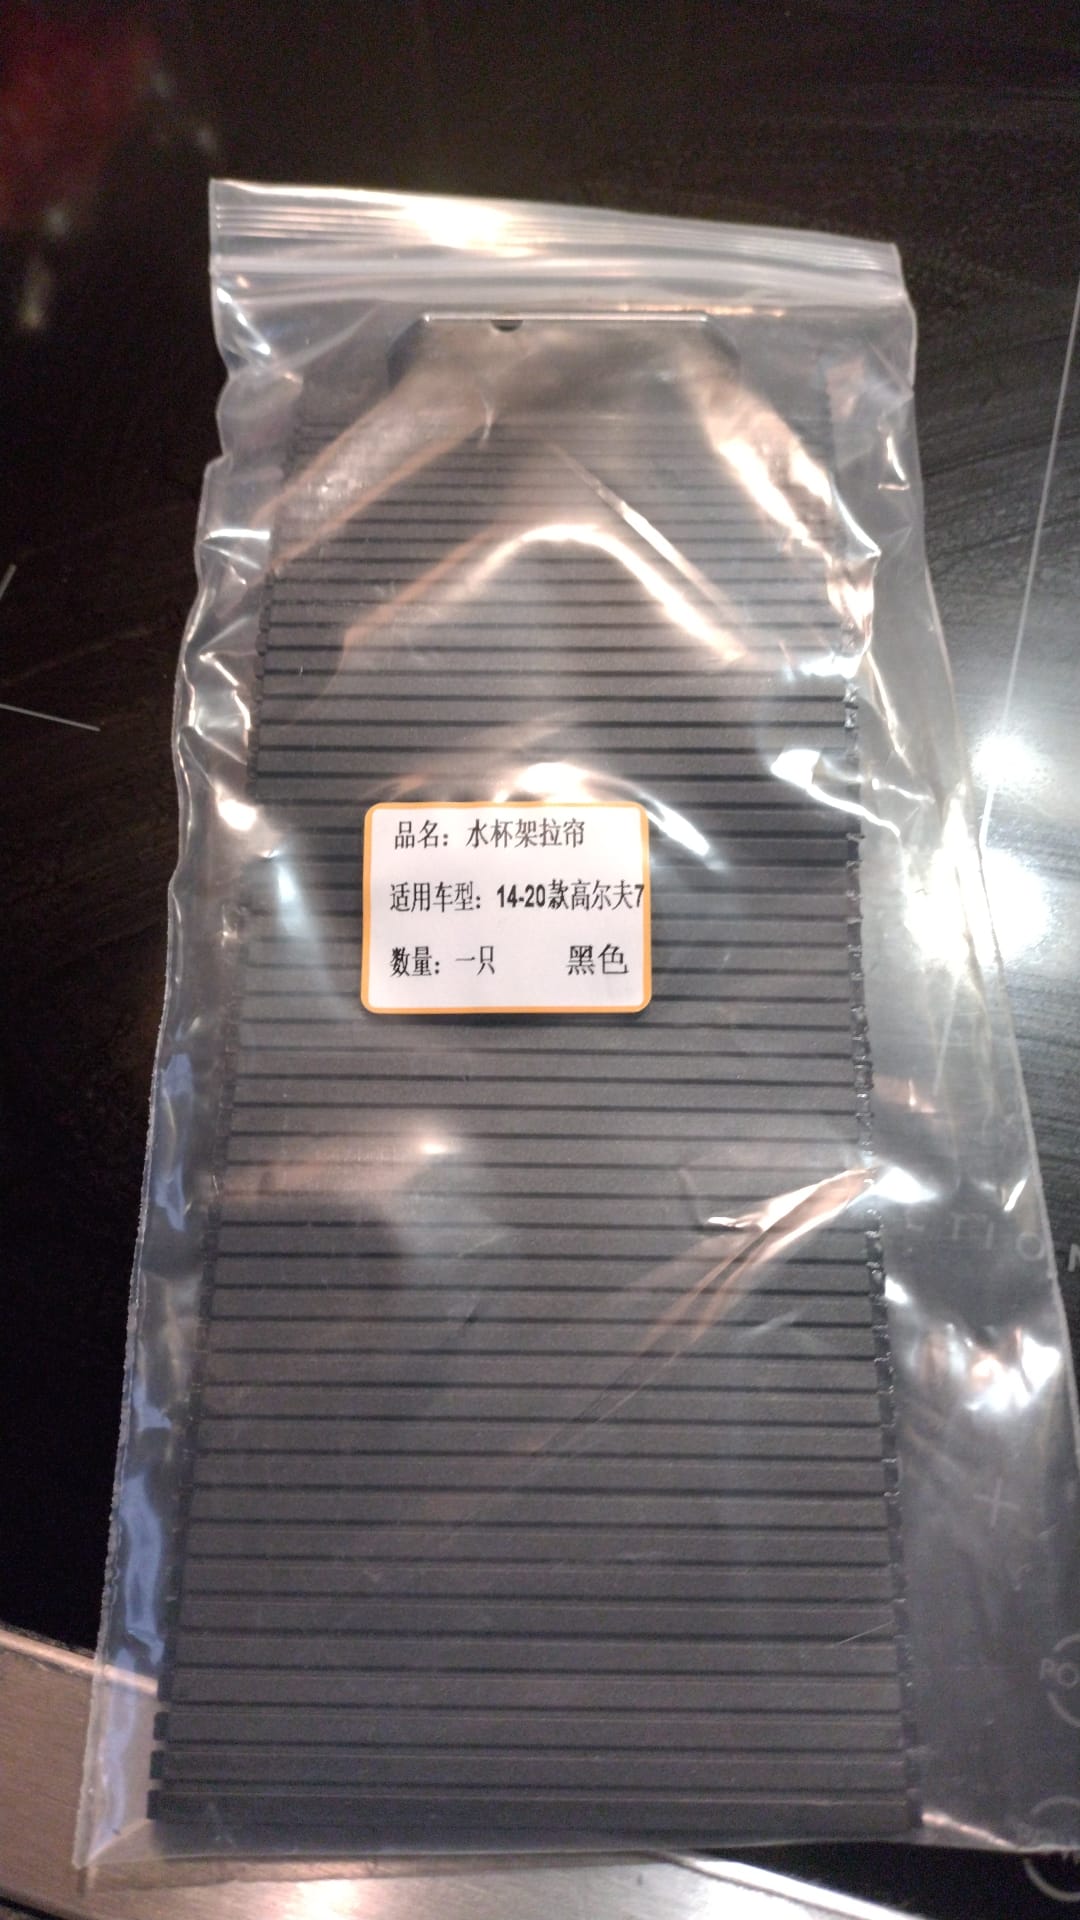 品名：水杯架拉帘
适用车型：14-20款高尔夫7
数量：一只 黑色